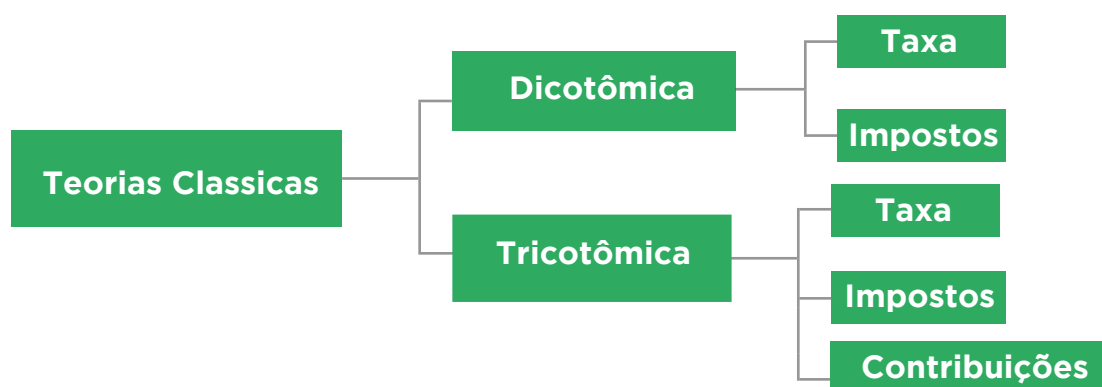 Teorias Classicas
Dicotômica
Taxa
Impostos
Tricotômica
Taxa
Impostos
Contribuições